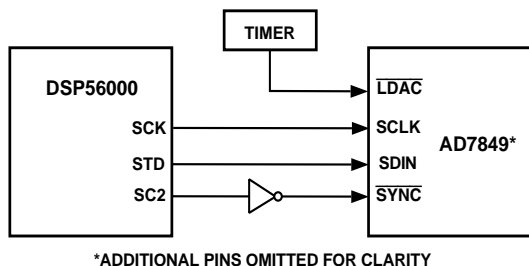 TIMER
DSP56000
SCK
STD
SC2
LDAC
SCLK
SDIN
SYNC
AD7849*
*ADDITIONAL PINS OMITTED FOR CLARITY